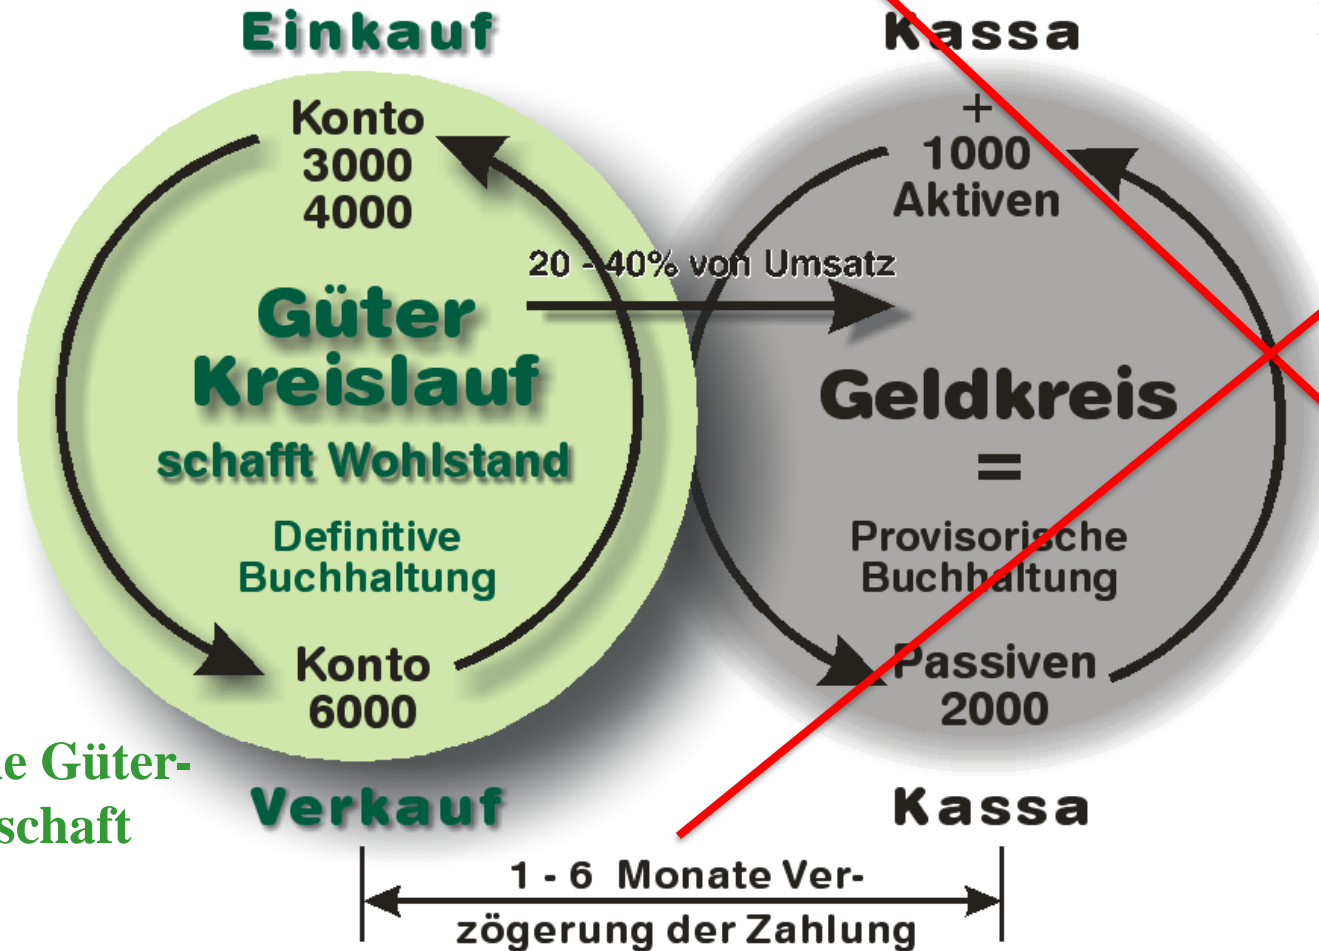 Einkauf
Konto
3000
4000
Güter
Kreislauf
schafft Wohlstand
Definitive
Buchhaltung
Konto
6000
Verkauf
20 - 40% von Umsatz
Kassa
+
1000
Aktiven
Geldkreis
=
Provisorische
Buchhaltung
Passiven
2000
Kassa
Güter-
schaft
1 - 6 Monate Ver-
zögerung der Zahlung